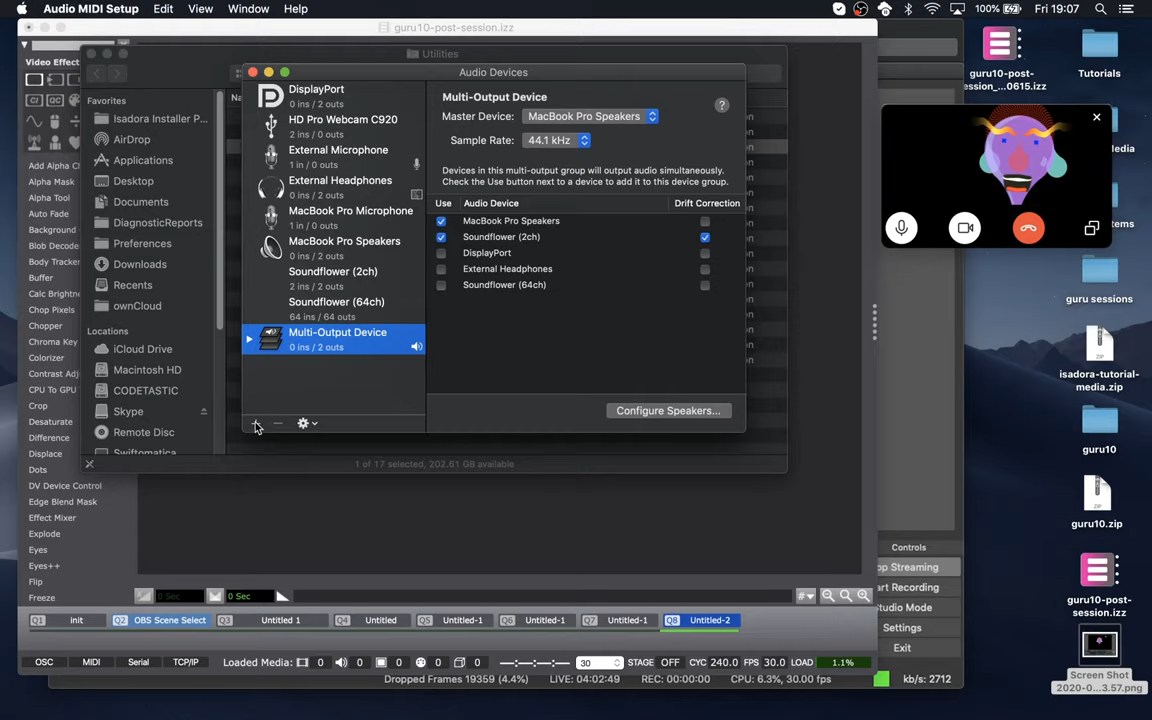 Audio MIDI Setup Edit View Window Help 100% Fri 19:07
guru10-post-session.izz
Utilities
Audio Devices
Video Effect
CI QC
Add Alpha C
Alpha Mask
Alpha Tool
Auto Fade
Background
Blob Decode
Body Tracke
Buffer
Calc Brightn
Chop Pixels
Chopper
Chroma Key
Colorizer
Contrast Adj
CPU To GPU
Crop
Desaturate
Difference
Displace
Dots
DV Device Control
Edge Blend Mask
Effect Mixer
Explode
Eyes
Eyes++
Flip
Freeze
Favorites
Isadora Installer P...
AirDrop
Applications
Desktop
Documents
DiagnosticReports
Preferences
Downloads
Recents
ownCloud
Locations
iCloud Drive
Macintosh HD
CODETASTIC
Skype
Remote Disc
Swiftomatica
Na
DisplayPort
0 ins / 2 outs
HD Pro Webcam C920
2 ins / 0 outs
External Microphone
1 in / 0 outs
External Headphones
0 ins / 2 outs
MacBook Pro Microphone
1 in / 0 outs
MacBook Pro Speakers
0 ins / 2 outs
Soundflower (2ch)
2 ins / 2 outs
Soundflower (64ch)
64 ins / 64 outs
Multi-Output Device
0 ins / 2 outs
Multi-Output Device
?
Master Device: MacBook Pro Speakers
Sample Rate: 44.1 kHz
Devices in this multi-output group will output audio simultaneously.
Check the Use button next to a device to add it to this device group.
Use Audio Device Drift Correction
MacBook Pro Speakers
Soundflower (2ch)
DisplayPort
External Headphones
Soundflower (64ch)
Configure Speakers...
1 of 17 selected, 202.61 GB available
0 Sec 0 Sec
#
Q1 init Q2 OBS Scene Select Q3 Untitled 1 Q4 Untitled Q5 Untitled-1 Q6 Untitled-1 Q7 Untitled-1 Q8 Untitled-2
OSC MIDI Serial TCP/IP Loaded Media: 0 0 0 0 0 30 STAGE OFF CYC 240.0 FPS 30.0 LOAD 1.1%
Dropped Frames 19359 (4.4%) LIVE: 04:02:49 REC: 00:00:00 CPU: 6.3%, 30.00 fps kb/s: 2712
Controls
op Streaming
art Recording
tudio Mode
Settings
Exit
guru10-post-
ession_...0615.izz
Tutorials
Media
tems
guru sessions
ZIP
isadora-tutorial-
media.zip
guru10
ZIP
guru10.zip
guru10-post-
session.izz
Screen Shot
2020-0...3.57.png